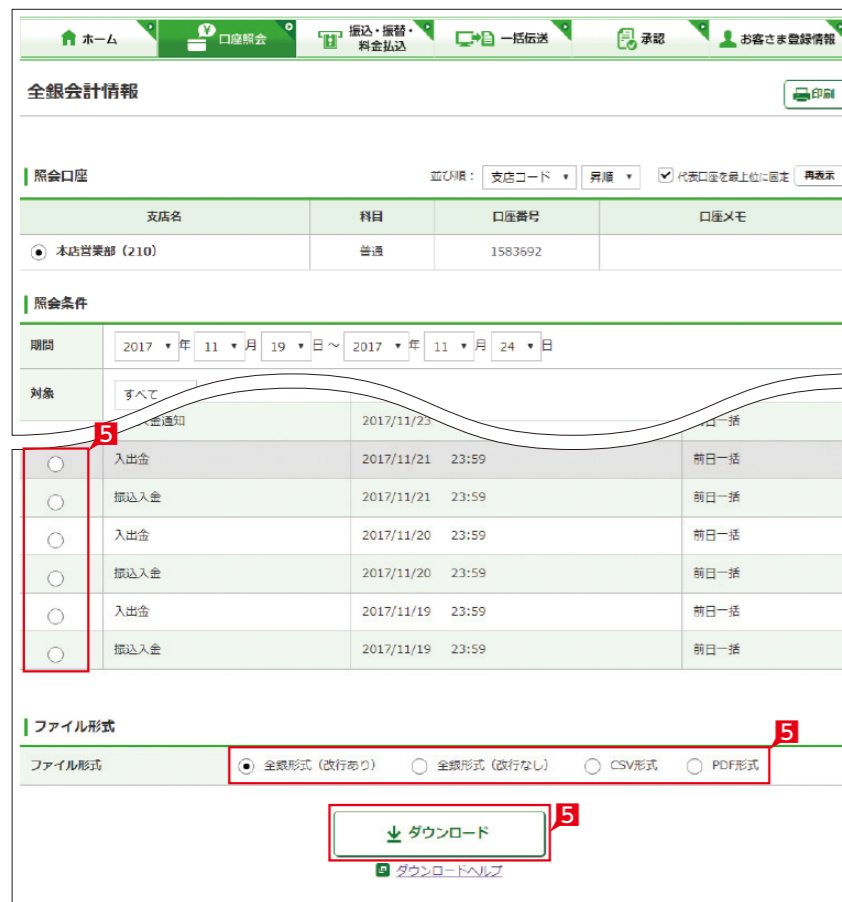 ホーム
口座照会
振込・振替・
料金払込
一括伝送
承認
お客さま登録情報
全銀会計情報
印刷
照会口座
並び順： 支店コード 昇順 代表口座を最上位に固定 再表示
支店名 科目 口座番号 口座メモ
本店営業部（210） 普通 1583692
照会条件
期間 2017 年 11 月 19 日～ 2017 年 11 月 24 日
対象 すべて
金通知 2017/11/23 日一括
5
入出金 2017/11/21 23:59 前日一括
振込入金 2017/11/21 23:59 前日一括
入出金 2017/11/20 23:59 前日一括
振込入金 2017/11/20 23:59 前日一括
入出金 2017/11/19 23:59 前日一括
振込入金 2017/11/19 23:59 前日一括
ファイル形式
5
ファイル形式 全銀形式（改行あり） 全銀形式（改行なし） CSV形式 PDF形式
5
ダウンロード
ダウンロードヘルプ